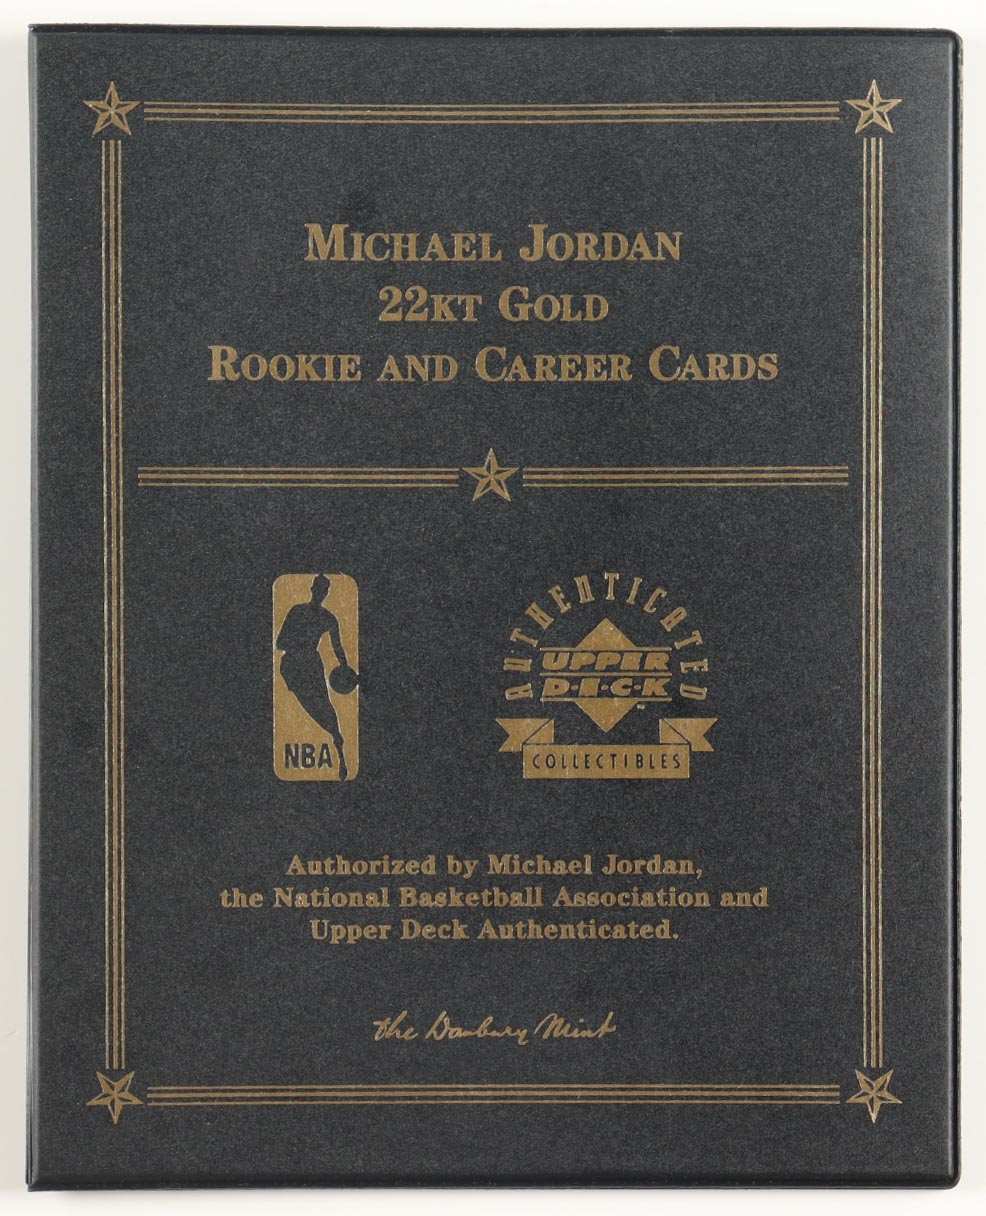 MICHAEL JORDAN
22KT GOLD
ROOKIE AND CAREER CARDS
NBA
AUTHENTICATED
UPPER
D·E·C·K
COLLECTIBLES
Authorized by Michael Jordan,
the National Basketball Association and
Upper Deck Authenticated.
the Danbury Mint